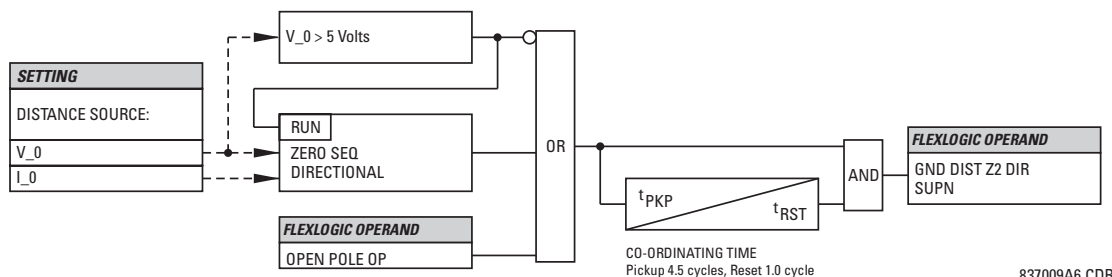 SETTING
DISTANCE SOURCE:
V_0
I_0
V_0 > 5 Volts
RUN
ZERO SEQ
DIRECTIONAL
FLEXLOGIC OPERAND
OPEN POLE OP
OR
tPKP
tRST
CO-ORDINATING TIME
Pickup 4.5 cycles, Reset 1.0 cycle
AND
FLEXLOGIC OPERAND
GND DIST Z2 DIR
SUPN
837009A6.CDR